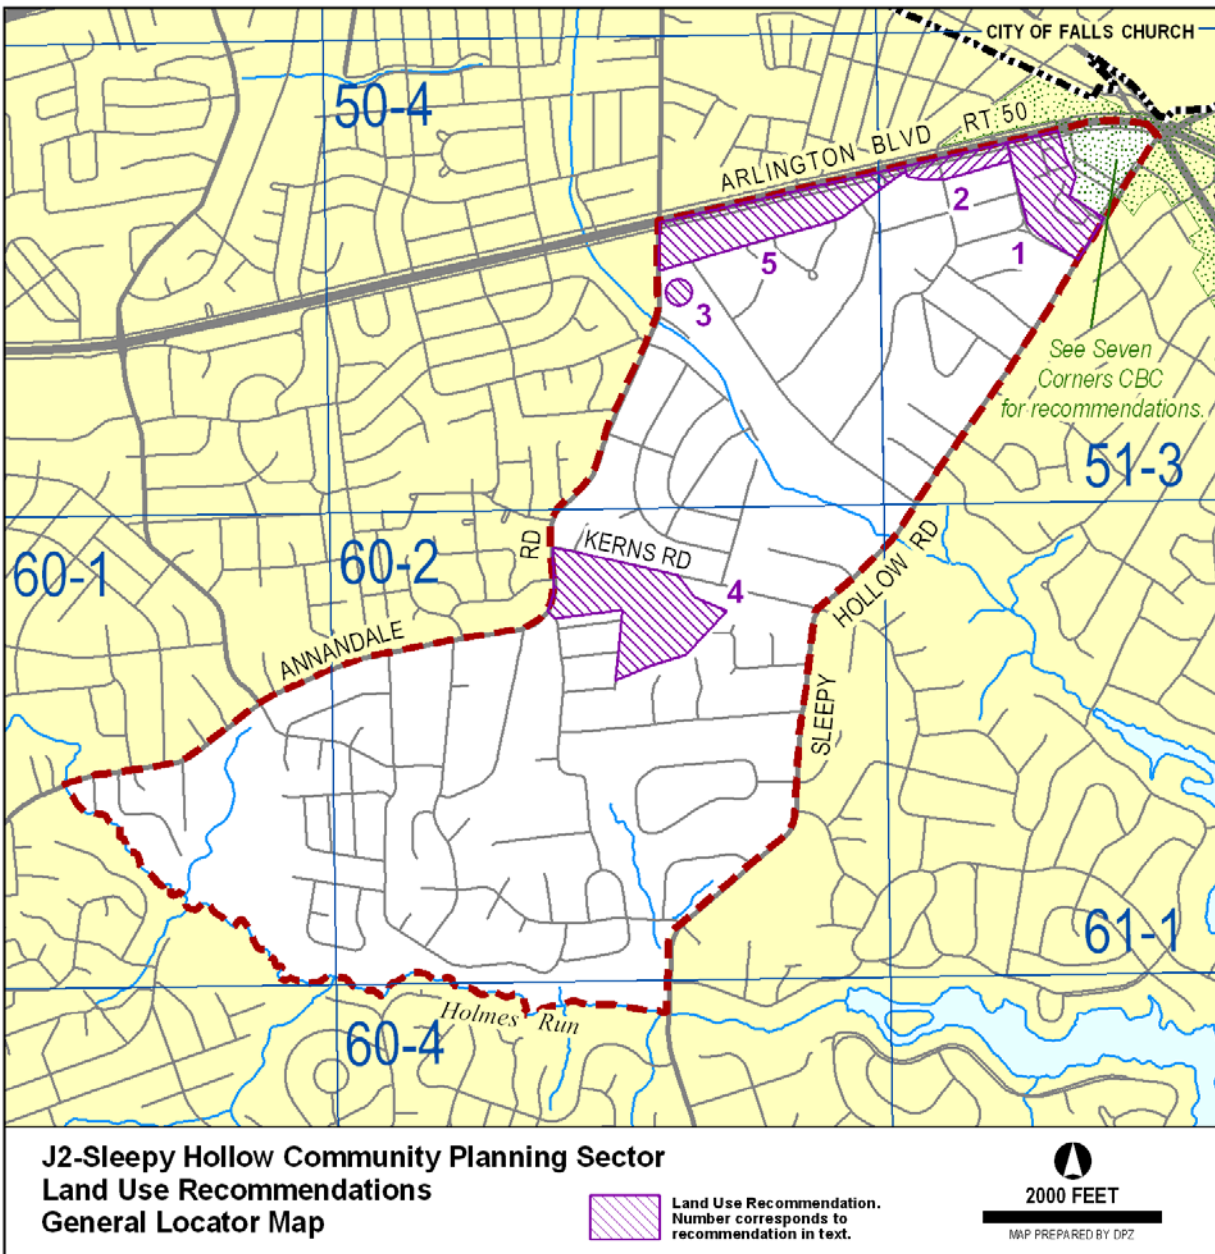 CITY OF FALLS CHURCH
50-4
ARLINGTON BLVD RT 50
2
1
5
3
See Seven
Corners CBC
for recommendations.
51-3
RD
KERNS RD
60-1
60-2
4
HOLLOW RD
ANNANDALE
SLEEPY
61-1
Holmes Run
60-4
J2-Sleepy Hollow Community Planning Sector
Land Use Recommendations
General Locator Map
Land Use Recommendation.
Number corresponds to
recommendation in text.
2000 FEET
MAP PREPARED BY DPZ